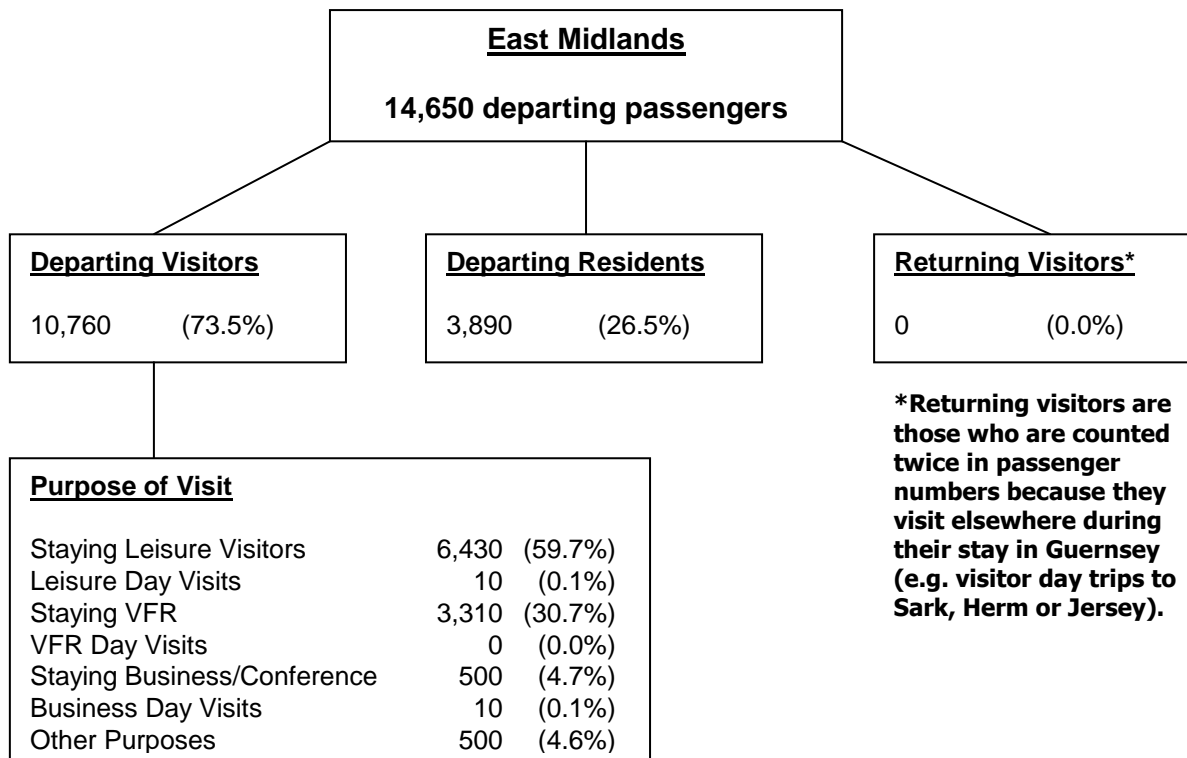 East Midlands
14,650 departing passengers
Departing Visitors
10,760 (73.5%)
Departing Residents
3,890 (26.5%)
Returning Visitors*
0 (0.0%)
*Returning visitors are
those who are counted
twice in passenger
numbers because they
visit elsewhere during
their stay in Guernsey
(e.g. visitor day trips to
Sark, Herm or Jersey).
Purpose of Visit
Staying Leisure Visitors 6,430 (59.7%)
Leisure Day Visits 10 (0.1%)
Staying VFR 3,310 (30.7%)
VFR Day Visits 0 (0.0%)
Staying Business/Conference 500 (4.7%)
Business Day Visits 10 (0.1%)
Other Purposes 500 (4.6%)